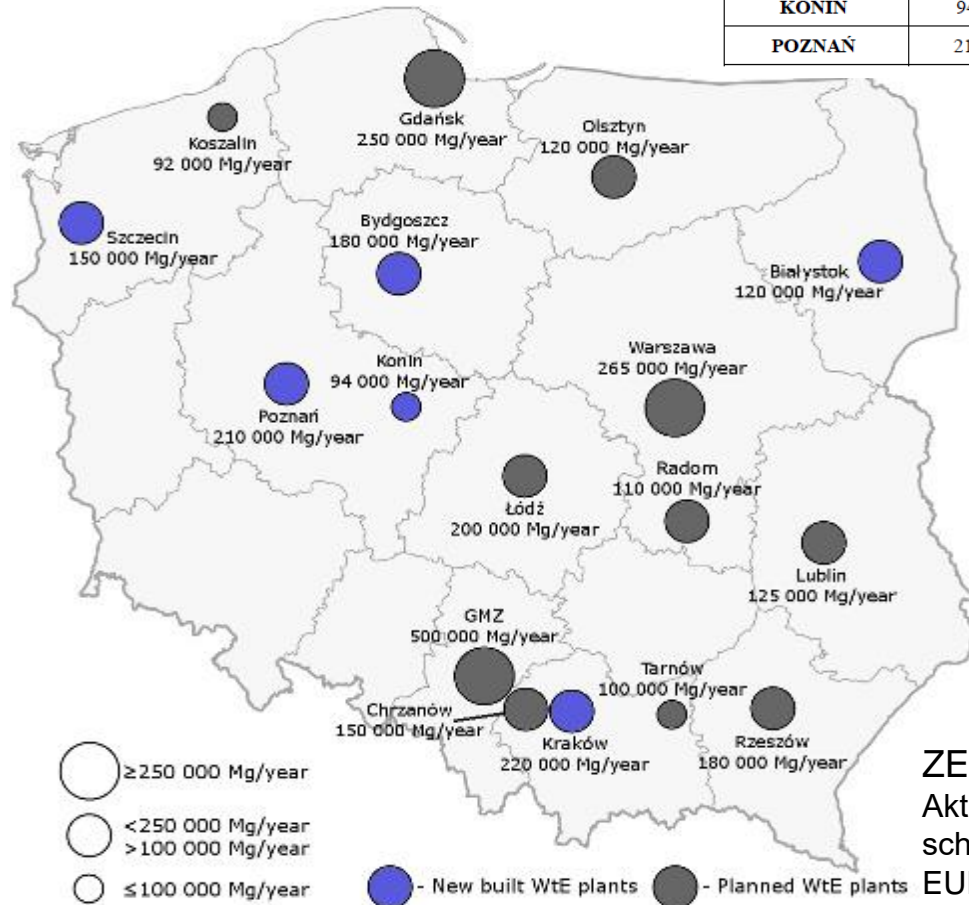 KONIN 94
POZNAŃ 21
Gdańsk
250 000 Mg/year
Koszalin
92 000 Mg/year
Olsztyn
120 000 Mg/year
Szczecin
150 000 Mg/year
Bydgoszcz
180 000 Mg/year
Białystok
120 000 Mg/year
Konin
94 000 Mg/year
Poznań
210 000 Mg/year
Warszawa
265 000 Mg/year
Radom
110 000 Mg/year
Łódź
200 000 Mg/year
Lublin
125 000 Mg/year
GMZ
500 000 Mg/year
Tarnów
100 000 Mg/year
Chrzanów
150 000 Mg/year
Kraków
220 000 Mg/year
Rzeszów
180 000 Mg/year
≥250 000 Mg/year
<250 000 Mg/year
>100 000 Mg/year
≤100 000 Mg/year
- New built WtE plants
- Planned WtE plants
ZE
Akt
sch